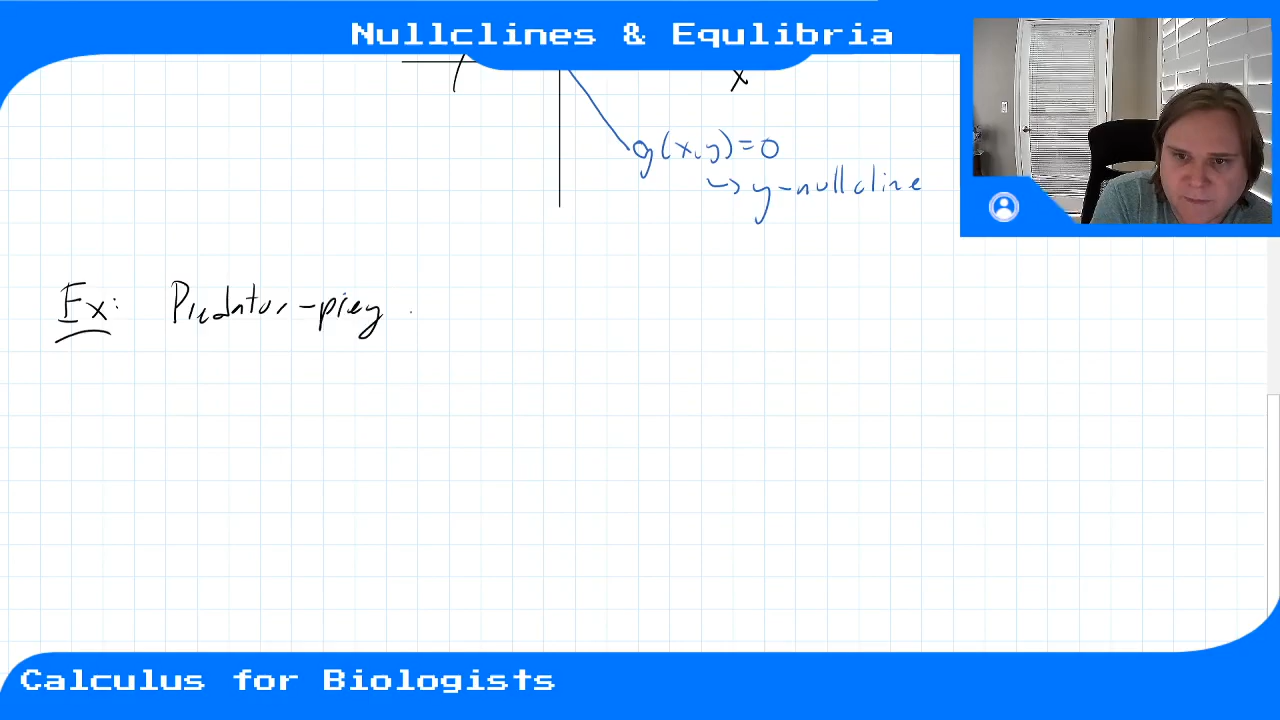 Nullclines & Equlibria
x
g(x,y)=0
↳ y-nullcline
Ex: Predator-prey
Calculus for Biologists